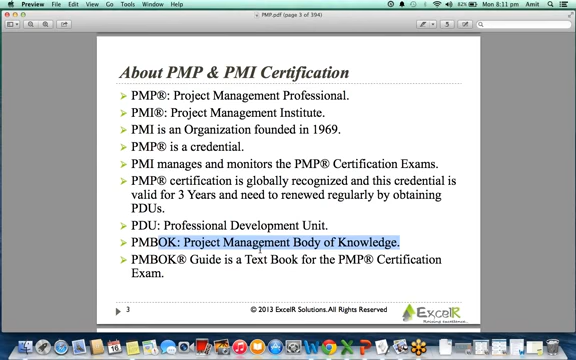 Preview File Edit View Go Tools Window Help
82% Mon 8:11 pm Amit
PMP.pdf (page 3 of 394)
About PMP & PMI Certification
PMP®: Project Management Professional.
PMI®: Project Management Institute.
PMI is an Organization founded in 1969.
PMP® is a credential.
PMI manages and monitors the PMP® Certification Exams.
PMP® certification is globally recognized and this credential is
valid for 3 Years and need to renewed regularly by obtaining
PDUs.
PDU: Professional Development Unit.
PMBOK: Project Management Body of Knowledge.
PMBOK® Guide is a Text Book for the PMP® Certification
Exam.
3
© 2013 ExcelR Solutions.All Rights Reserved
ExcelR